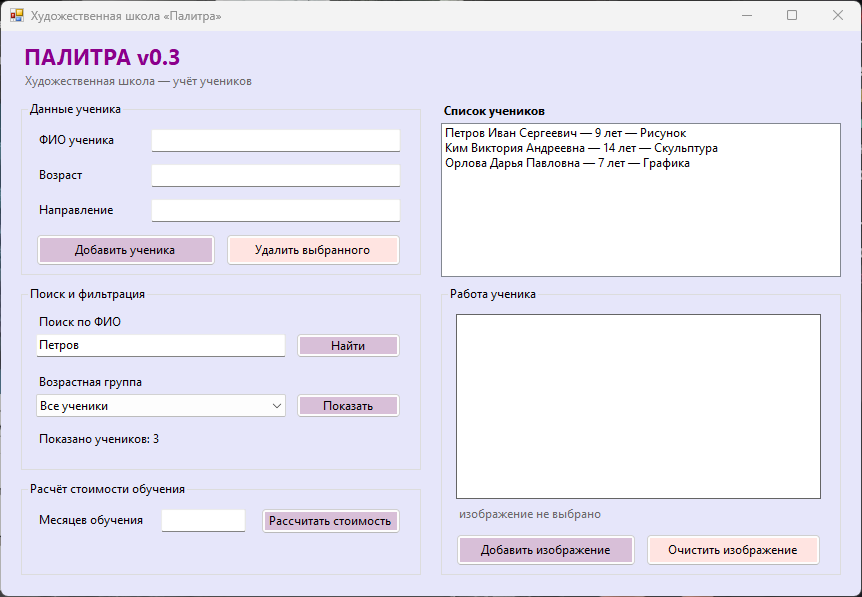 Художественная школа «Палитра»
ПАЛИТРА v0.3
Художественная школа — учёт учеников
Данные ученика
ФИО ученика
Возраст
Направление
Добавить ученика
Удалить выбранного
Список учеников
Петров Иван Сергеевич — 9 лет — Рисунок
Ким Виктория Андреевна — 14 лет — Скульптура
Орлова Дарья Павловна — 7 лет — Графика
Поиск и фильтрация
Поиск по ФИО
Петров
Найти
Возрастная группа
Все ученики
Показать
Показано учеников: 3
Расчёт стоимости обучения
Месяцев обучения
Рассчитать стоимость
Работа ученика
изображение не выбрано
Добавить изображение
Очистить изображение